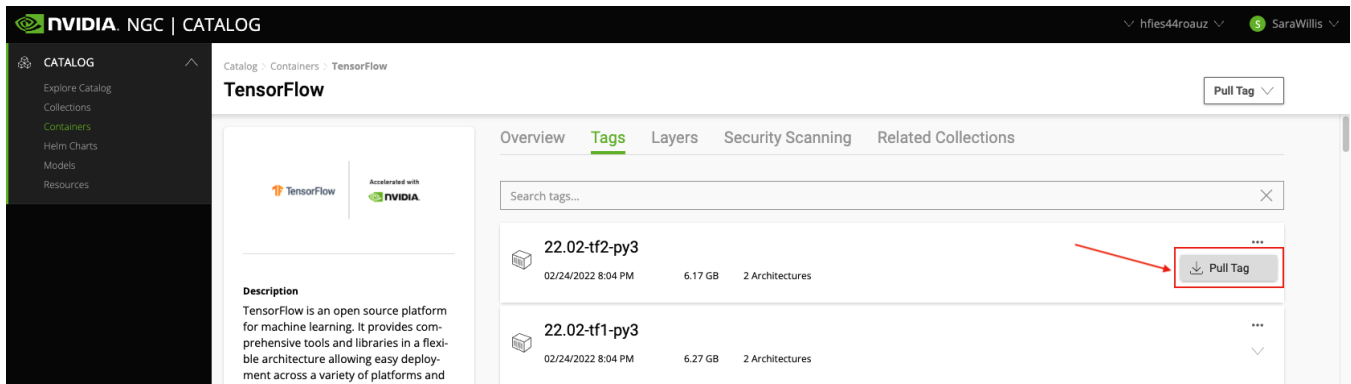 NVIDIA. NGC | CATALOG
hfies44roauz
S SaraWillis
CATALOG
Explore Catalog
Collections
Containers
Helm Charts
Models
Resources
Catalog > Containers > TensorFlow
TensorFlow
Pull Tag
TensorFlow
Accelerated with
NVIDIA.
Description
TensorFlow is an open source platform
for machine learning. It provides com-
prehensive tools and libraries in a flexi-
ble architecture allowing easy deploy-
ment across a variety of platforms and
Overview Tags Layers Security Scanning Related Collections
Search tags...
22.02-tf2-py3
02/24/2022 8:04 PM 6.17 GB 2 Architectures
Pull Tag
22.02-tf1-py3
02/24/2022 8:04 PM 6.27 GB 2 Architectures